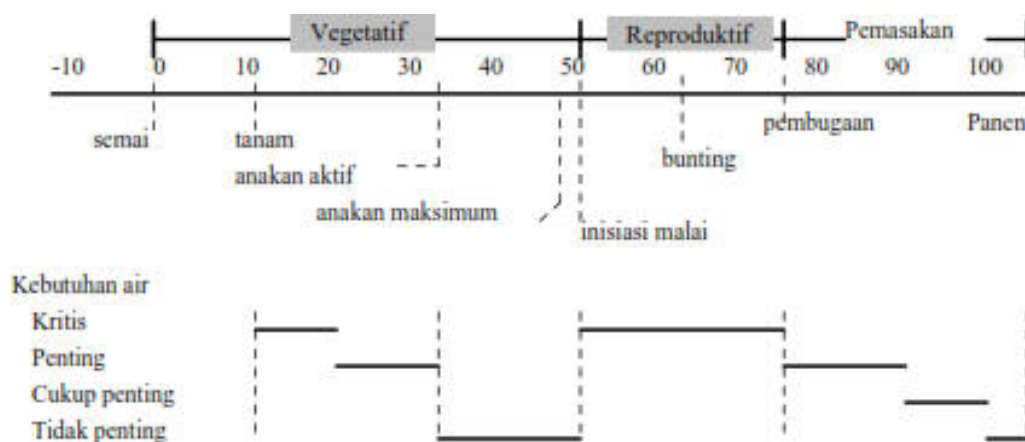 Vegetatif Reproduktif Pemasakan
-10 0 10 20 30 40 50 60 70 80 90 100
semai tanam pembugaan Panen
anakan aktif bunting
anakan maksimum
inisiasi malai
Kebutuhan air
Kritis
Penting
Cukup penting
Tidak penting